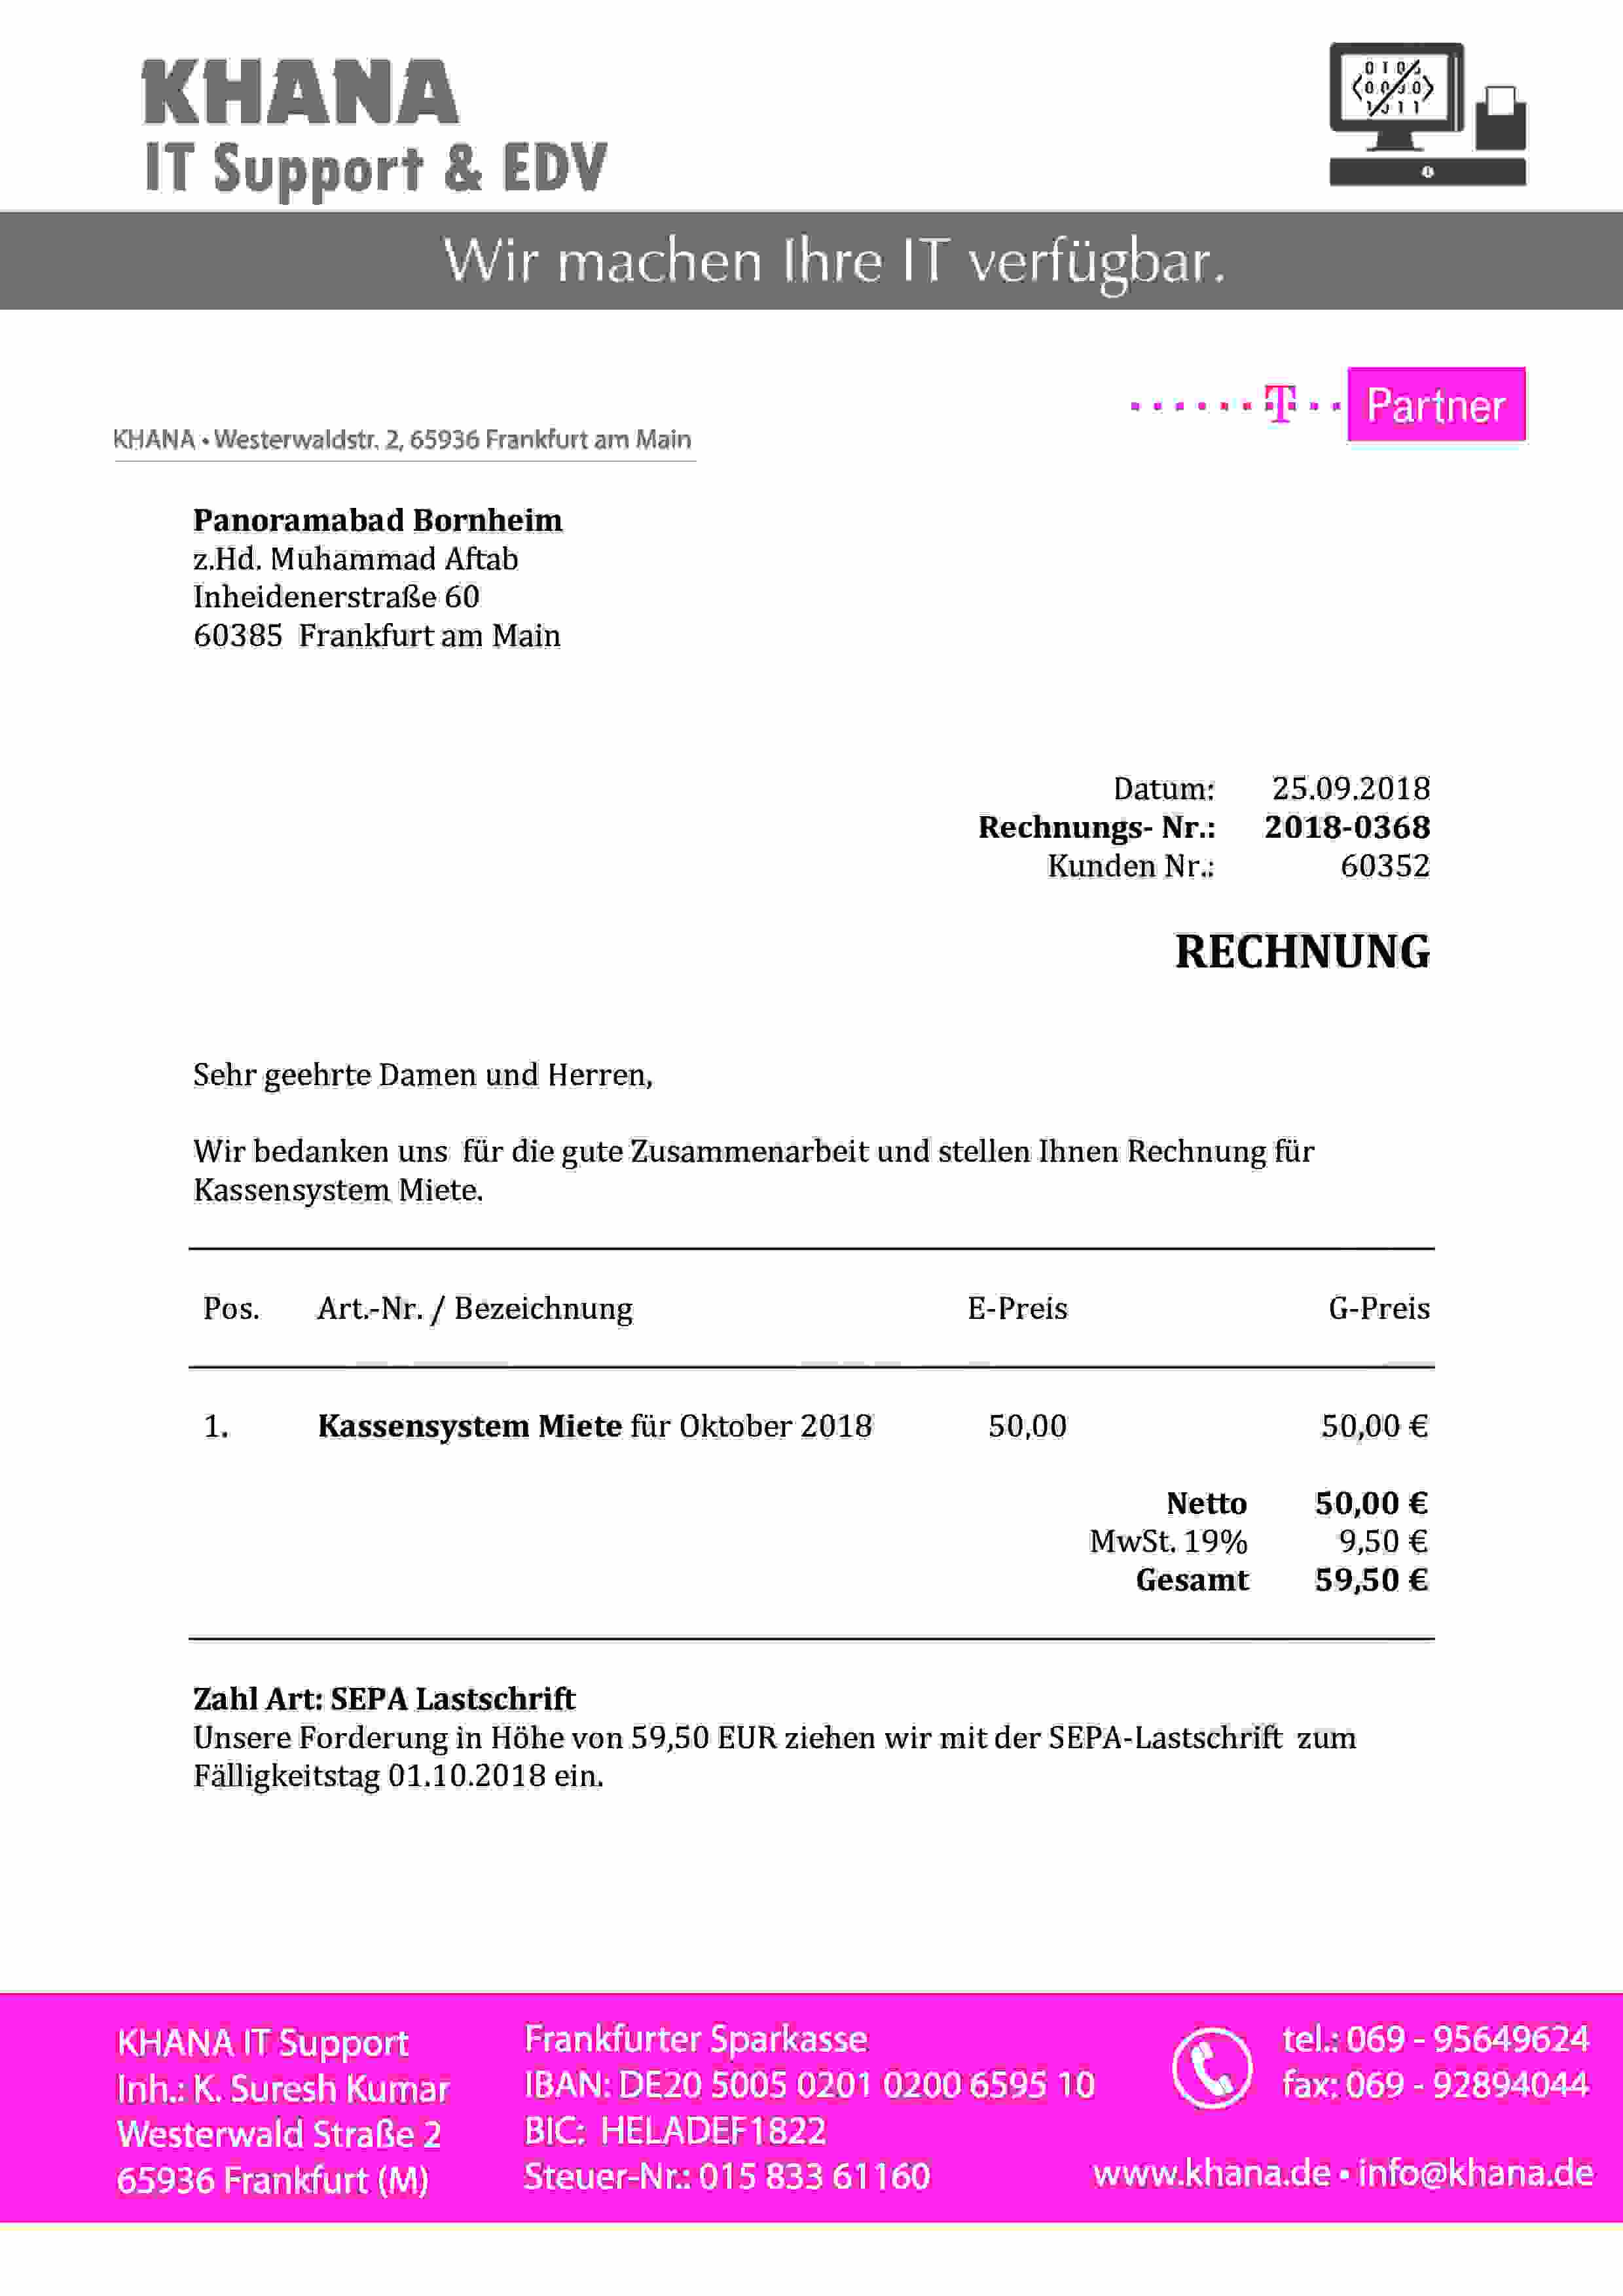 KHANA
IT Support & EDV
Wir machen Ihre IT verfügbar.
T Partner
KHANA • Westerwaldstr. 2, 65936 Frankfurt am Main
Panoramabad Bornheim
z.Hd. Muhammad Aftab
Inheidenerstraße 60
60385 Frankfurt am Main
Datum: 25.09.2018
Rechnungs- Nr.: 2018-0368
Kunden Nr.: 60352
RECHNUNG
Sehr geehrte Damen und Herren,
Wir bedanken uns für die gute Zusammenarbeit und stellen Ihnen Rechnung für
Kassensystem Miete.
Pos. Art.-Nr. / Bezeichnung E-Preis G-Preis
1. Kassensystem Miete für Oktober 2018 50,00 50,00 €
Netto 50,00 €
MwSt. 19% 9,50 €
Gesamt 59,50 €
Zahl Art: SEPA Lastschrift
Unsere Forderung in Höhe von 59,50 EUR ziehen wir mit der SEPA-Lastschrift zum
Fälligkeitstag 01.10.2018 ein.
KHANA IT Support
Inh.: K. Suresh Kumar
Westerwald Straße 2
65936 Frankfurt (M)
Frankfurter Sparkasse
IBAN: DE20 5005 0201 0200 6595 10
BIC: HELADEF1822
Steuer-Nr.: 015 833 61160
tel.: 069 - 95649624
fax: 069 - 92894044
www.khana.de • info@khana.de